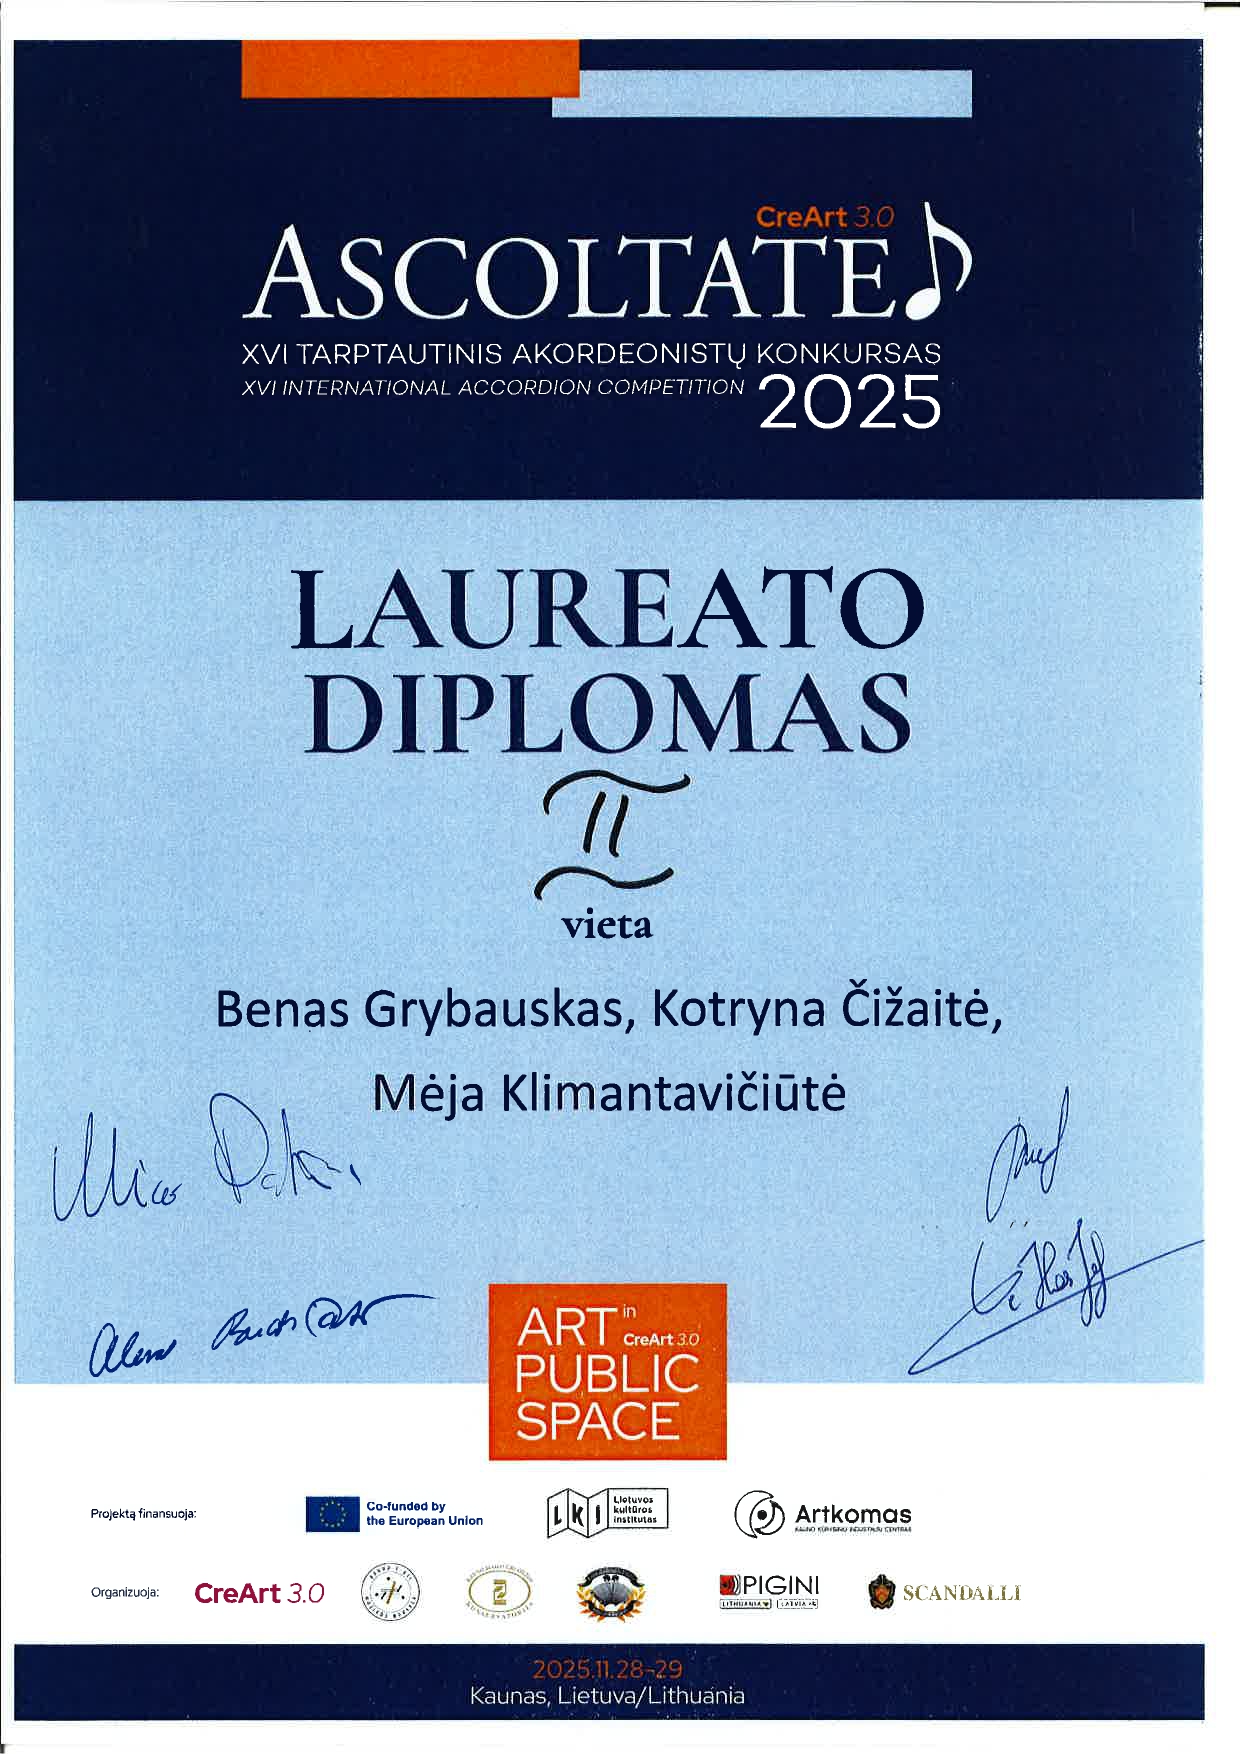 CreArt 3.0
ASCOLTATE
XVI TARPTAUTINIS AKORDEONISTŲ KONKURSAS
XVI INTERNATIONAL ACCORDION COMPETITION
2025
LAUREATO
DIPLOMAS
II
vieta
Benas Grybauskas, Kotryna Čižaitė,
Mėja Klimantavičiūtė
ART in
CreArt 3.0
PUBLIC
SPACE
Projektą finansuoja:
Co-funded by
the European Union
LKI
Lietuvos
kultūros
institutas
Artkomas
Organizuoja:
CreArt 3.0
PIGINI
LITHUANIA
LATVIA
SCANDALLI
2025.11.28-29
Kaunas, Lietuva/Lithuania